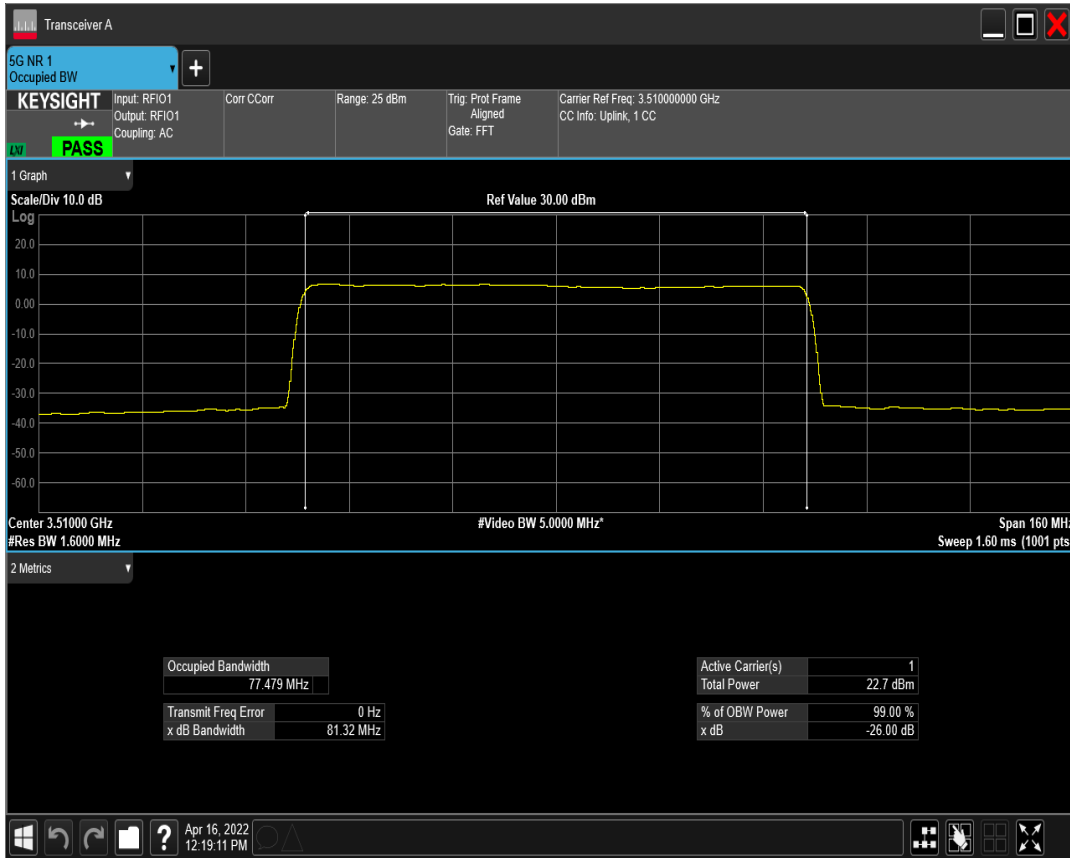 Transceiver A
5G NR 1
Occupied BW
+
KEYSIGHT
LXI
PASS
Input: RFIO1
Output: RFIO1
Coupling: AC
Corr CCorr
Range: 25 dBm
Trig: Prot Frame
Aligned
Gate: FFT
Carrier Ref Freq: 3.510000000 GHz
CC Info: Uplink, 1 CC
1 Graph
Scale/Div 10.0 dB
Ref Value 30.00 dBm
Log
20.0
10.0
0.00
-10.0
-20.0
-30.0
-40.0
-50.0
-60.0
Center 3.51000 GHz
#Video BW 5.0000 MHz*
Span 160 MHz
#Res BW 1.6000 MHz
Sweep 1.60 ms (1001 pts
2 Metrics
Occupied Bandwidth
77.479 MHz
Transmit Freq Error 0 Hz
x dB Bandwidth 81.32 MHz
Active Carrier(s) 1
Total Power 22.7 dBm
% of OBW Power 99.00 %
x dB -26.00 dB
?
Apr 16, 2022
12:19:11 PM